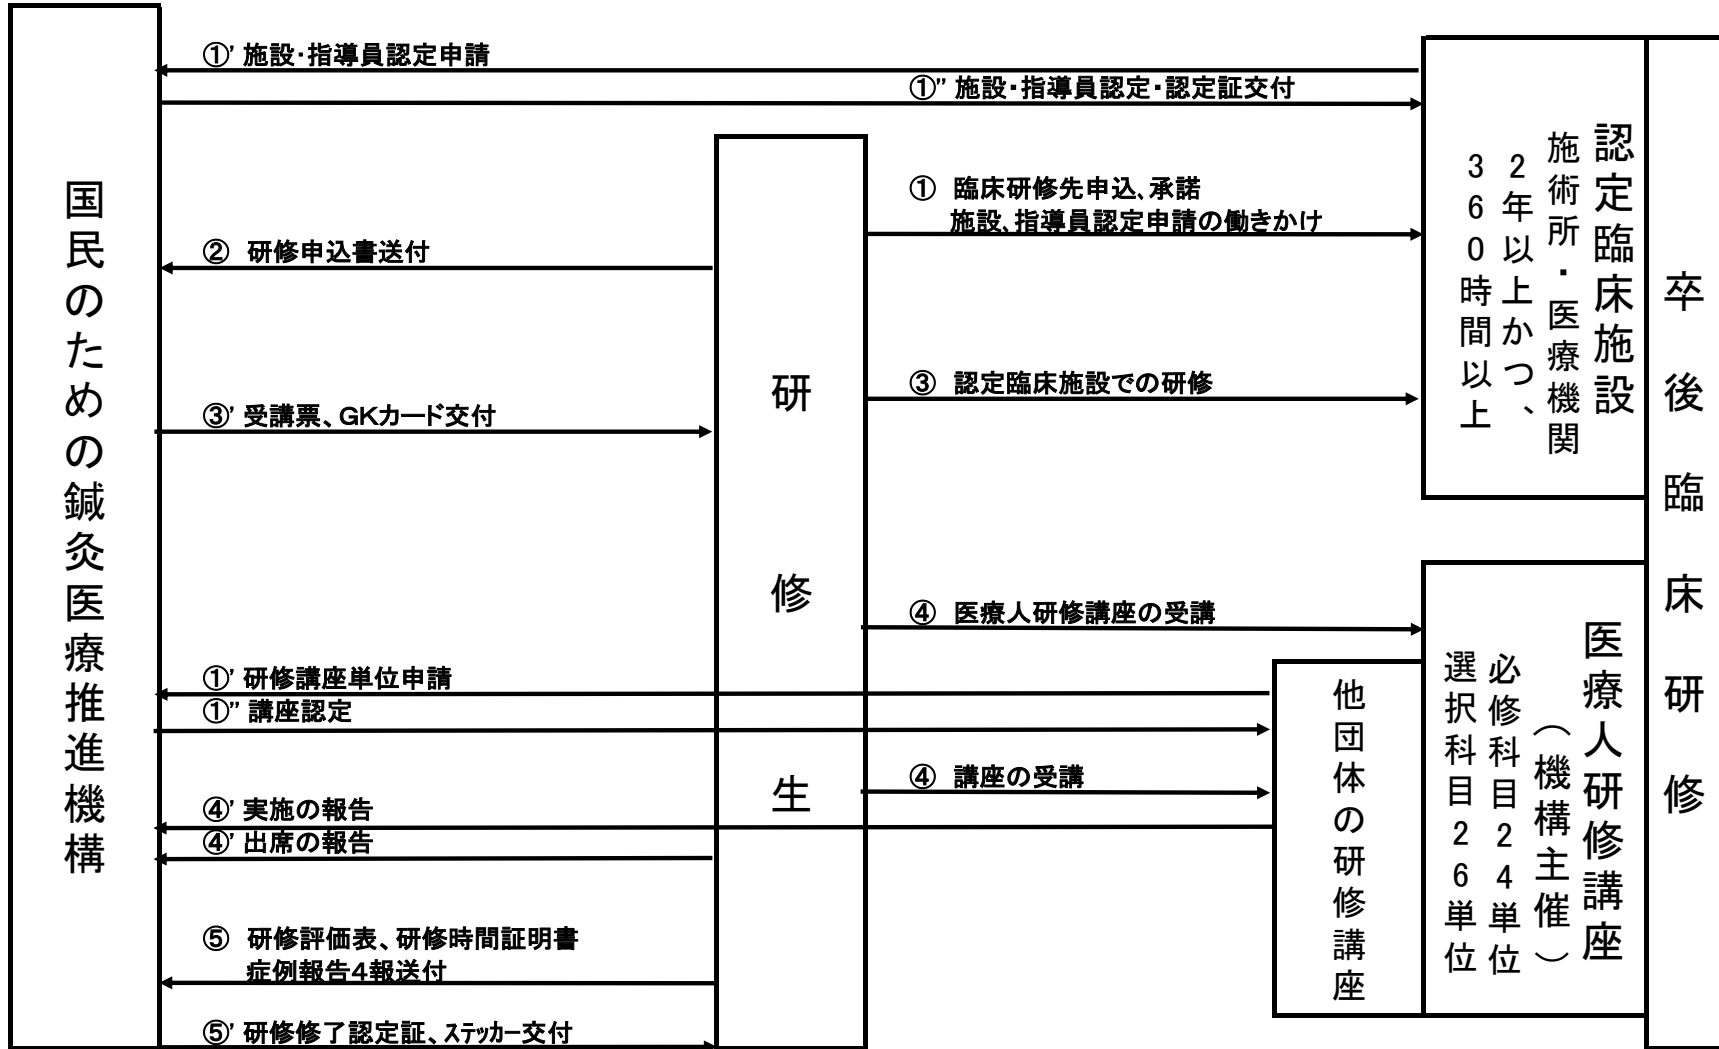 国民のための鍼灸医療推進機構
①’ 施設・指導員認定申請
①” 施設・指導員認定・認定証交付
① 臨床研修先申込、承諾
施設、指導員認定申請の働きかけ
② 研修申込書送付
③ 認定臨床施設での研修
③’ 受講票、GKカード交付
④ 医療人研修講座の受講
①’ 研修講座単位申請
①” 講座認定
④ 講座の受講
④’ 実施の報告
④’ 出席の報告
⑤ 研修評価表、研修時間証明書
症例報告4報送付
⑤’ 研修修了認定証、ステッカー交付
研修生
認定臨床施設
施術所・医療機関
2年以上かつ、
360時間以上
医療人研修講座
（機構主催）
必修科目24単位
選択科目26単位
他団体の研修講座
卒後臨床研修